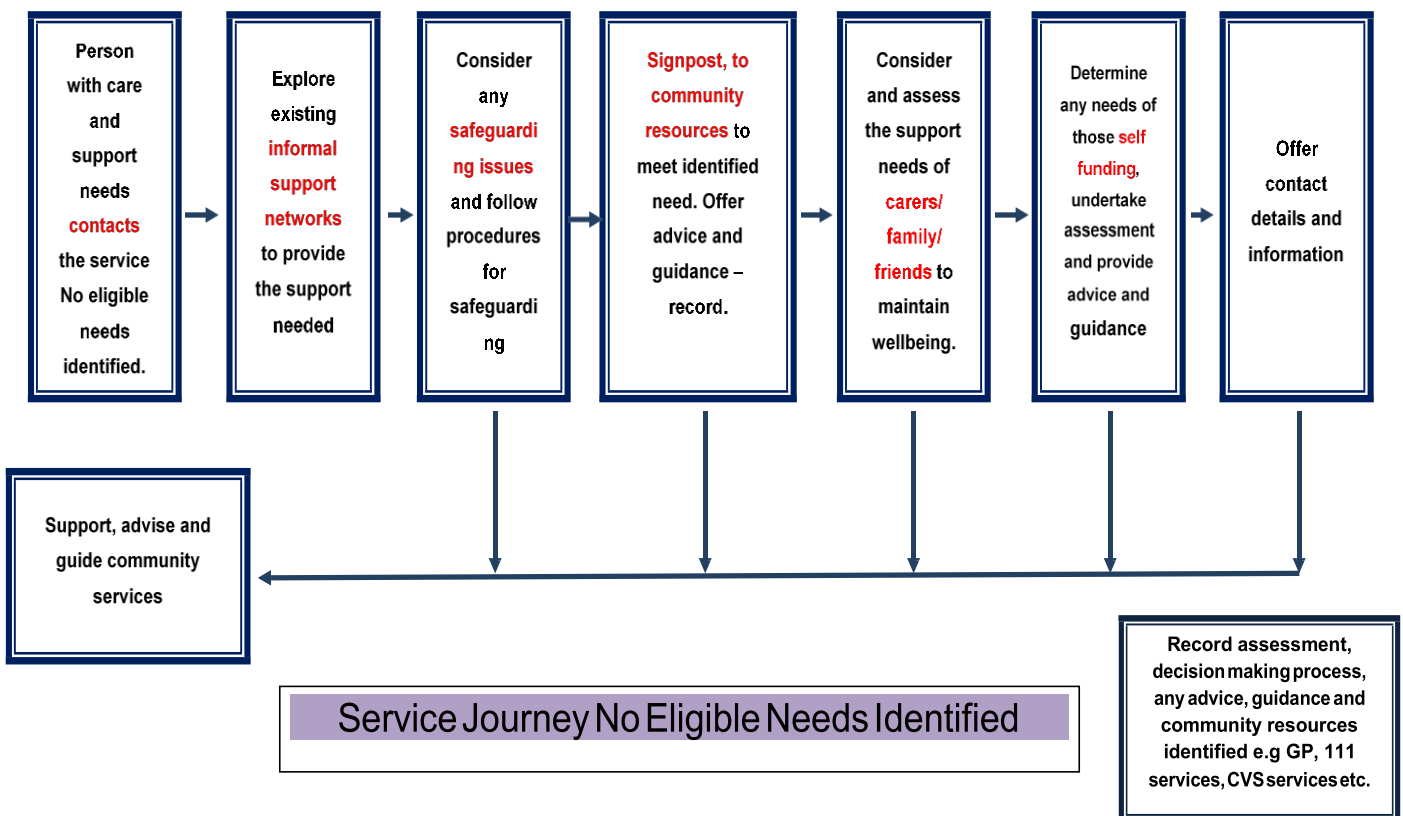 Person
with care
and
support
needs
contacts
the service
No eligible
needs
identified.
Explore
existing
informal
support
networks
to provide
the support
needed
Consider
any
safeguardi
ng issues
and follow
procedures
for
safeguardi
ng
Signpost, to
community
resources to
meet identified
need. Offer
advice and
guidance –
record.
Consider
and assess
the support
needs of
carers/
family/
friends to
maintain
wellbeing.
Determine
any needs of
those self
funding,
undertake
assessment
and provide
advice and
guidance
Offer
contact
details and
information
Support, advise and
guide community
services
Service Journey No Eligible Needs Identified
Record assessment,
decision making process,
any advice, guidance and
community resources
identified e.g GP, 111
services, CVS services etc.